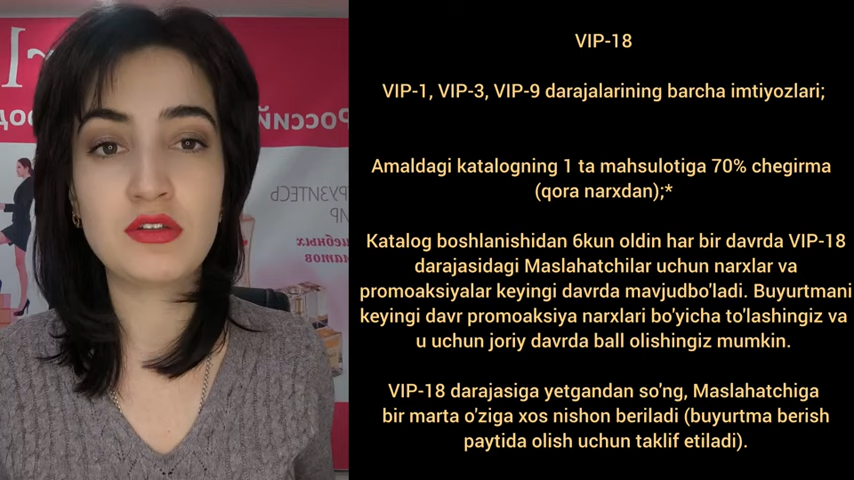 VIP-18
VIP-1, VIP-3, VIP-9 darajalarining barcha imtiyozlari;
Amaldagi katalogning 1 ta mahsulotiga 70% chegirma
(qora narxdan);*
Katalog boshlanishidan 6kun oldin har bir davrda VIP-18
darajasidagi Maslahatchilar uchun narxlar va
promoaksiyalar keyingi davrda mavjudbo'ladi. Buyurtmani
keyingi davr promoaksiya narxlari bo'yicha to'lashingiz va
u uchun joriy davrda ball olishingiz mumkin.
VIP-18 darajasiga yetgandan so'ng, Maslahatchiga
bir marta o'ziga xos nishon beriladi (buyurtma berish
paytida olish uchun taklif etiladi).